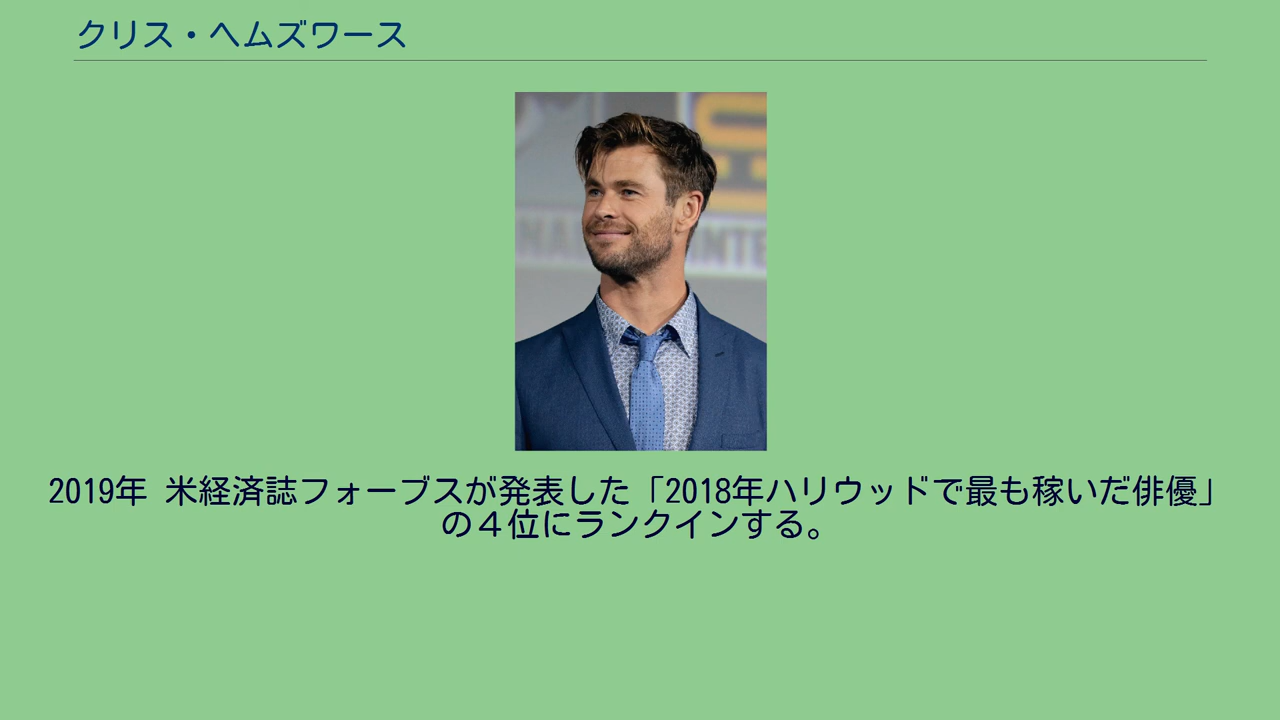 クリス・ヘムズワース
2019年 米経済誌フォーブスが発表した「2018年ハリウッドで最も稼いだ俳優」
の４位にランクインする。